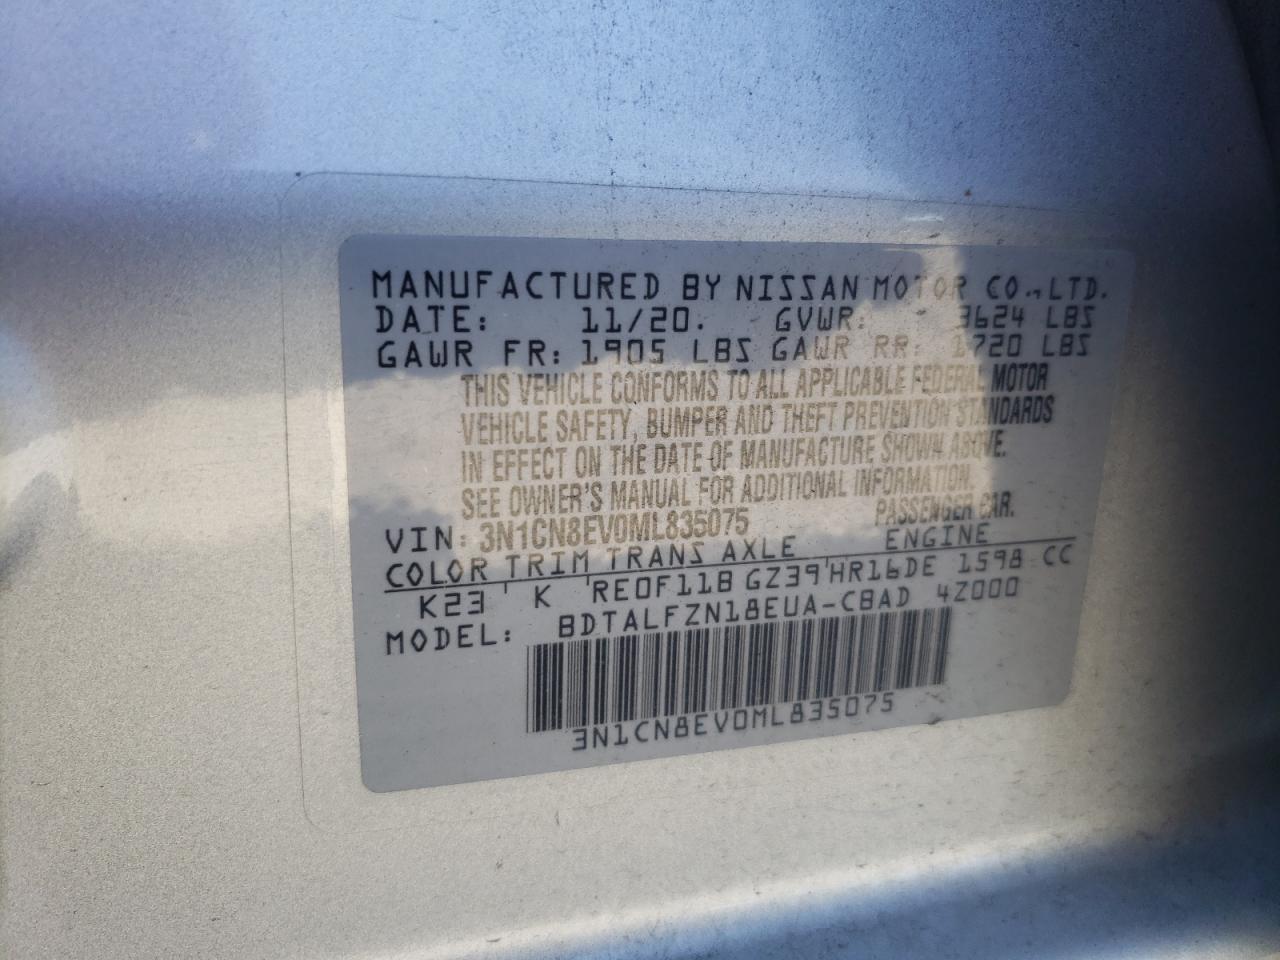 MANUFACTURED BY NISSAN MOTOR CO.,LTD.
DATE: 11/20. GVWR: 3624 LBS
GAWR FR: 1905 LBS GAWR RR: 1720 LBS
THIS VEHICLE CONFORMS TO ALL APPLICABLE FEDERAL MOTOR
VEHICLE SAFETY, BUMPER AND THEFT PREVENTION STANDARDS
IN EFFECT ON THE DATE OF MANUFACTURE SHOWN ABOVE.
SEE OWNER'S MANUAL FOR ADDITIONAL INFORMATION.
PASSENGER CAR.
VIN: 3N1CN8EV0ML835075
COLOR TRIM TRANS AXLE ENGINE
K23 K RE0F11B GZ39 HR16DE 1598 CC
MODEL: BDTALFZN18EUA-CBAD 4Z000
3N1CN8EV0ML835075